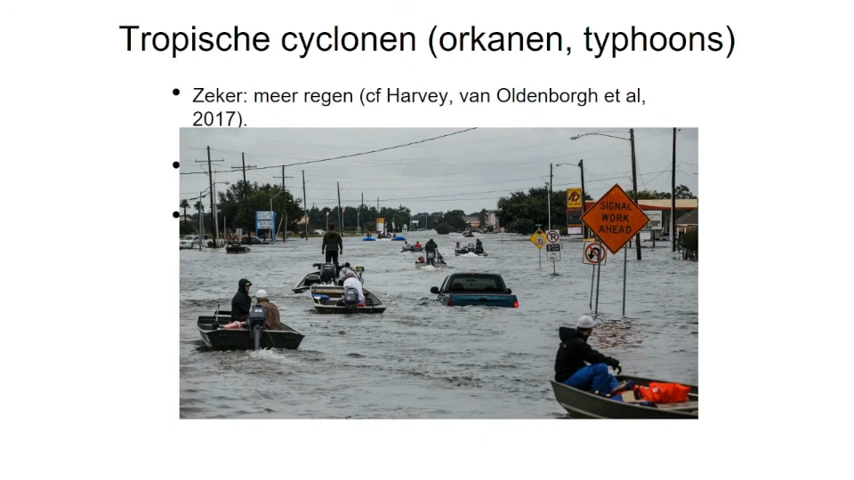 Tropische cyclonen (orkanen, typhoons)
• Zeker: meer regen (cf Harvey, van Oldenborgh et al,
2017).
•
•
SIGNAL
WORK
AHEAD